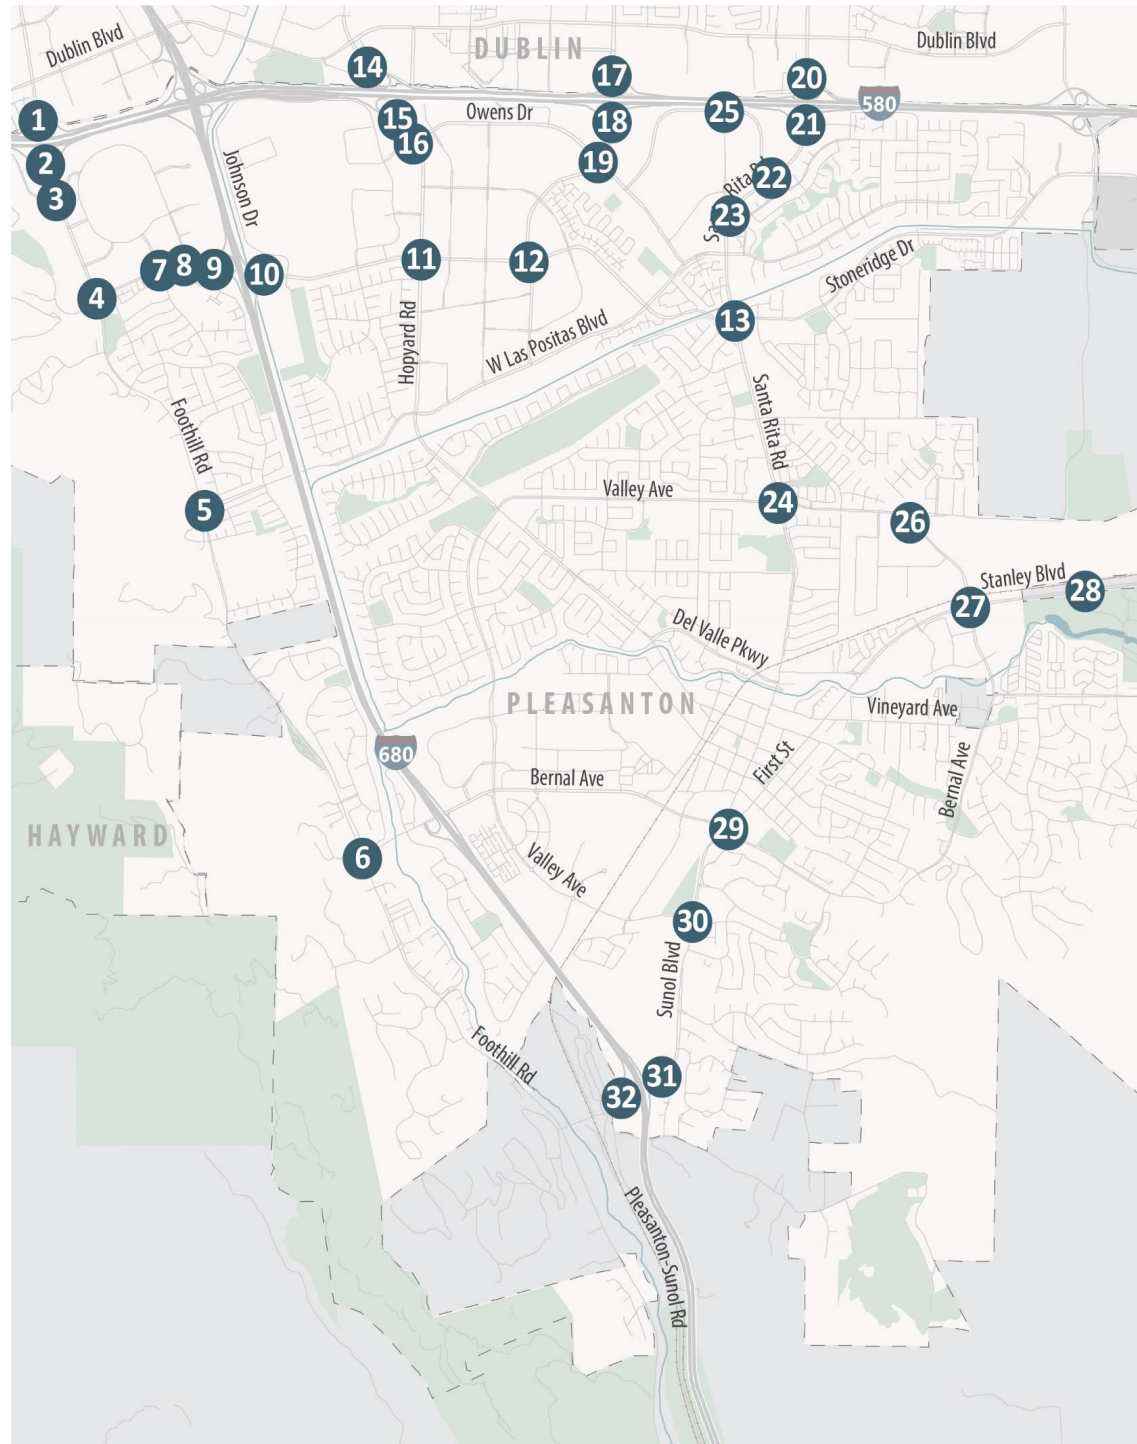 DUBLIN
Dublin Blvd
Dublin Blvd
14
17
20
580
1
15
Owens Dr
18
25
21
2
16
19
22
3
Johnson Dr
Rita R
Sa
23
7
8
9
10
11
12
Stoneridge Dr
4
13
Hopyard Rd
W Las Positas Blvd
Foothill Rd
Santa Rita Rd
5
Valley Ave
24
26
Stanley Blvd
28
27
Del Valle Pkwy
PLEASANTON
Vineyard Ave
680
First St
Bernal Ave
Bernal Ave
HAYWARD
6
29
Valley Ave
30
Sunol Blvd
Foothill Rd
31
32
Pleasanton-Sunol Rd